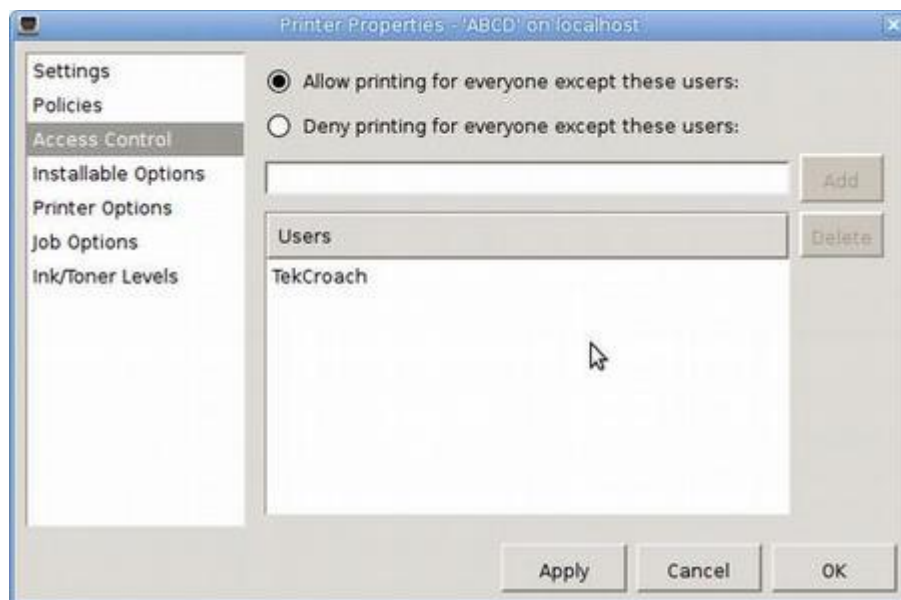 Printer Properties - 'ABCD' on localhost
Settings
Policies
Access Control
Installable Options
Printer Options
Job Options
Ink/Toner Levels
Allow printing for everyone except these users:
Deny printing for everyone except these users:
Add
Users
Delete
TekCroach
Apply
Cancel
OK